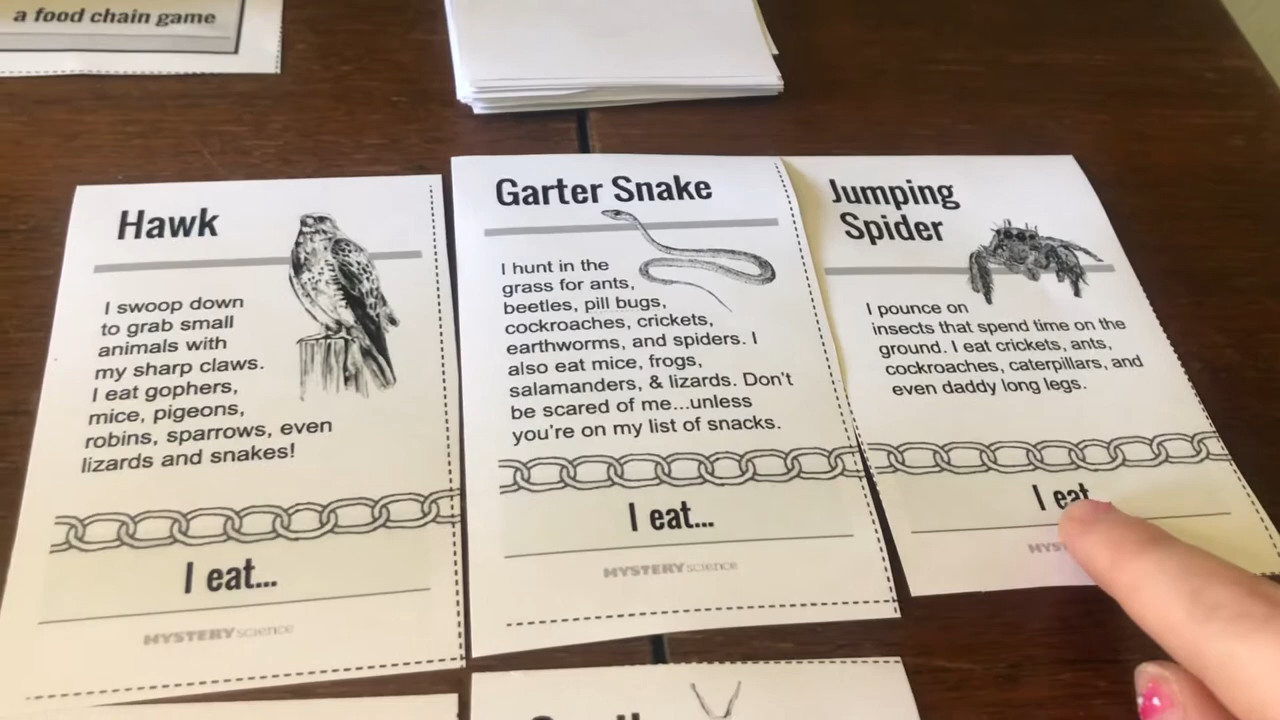 a food chain game
Hawk
I swoop down
to grab small
animals with
my sharp claws.
I eat gophers,
mice, pigeons,
robins, sparrows, even
lizards and snakes!
I eat...
MYSTERYscience
Garter Snake
I hunt in the
grass for ants,
beetles, pill bugs,
cockroaches, crickets,
earthworms, and spiders. I
also eat mice, frogs,
salamanders, & lizards. Don't
be scared of me...unless
you're on my list of snacks.
I eat...
MYSTERYscience
Jumping
Spider
I pounce on
insects that spend time on the
ground. I eat crickets, ants,
cockroaches, caterpillars, and
even daddy long legs.
I eat